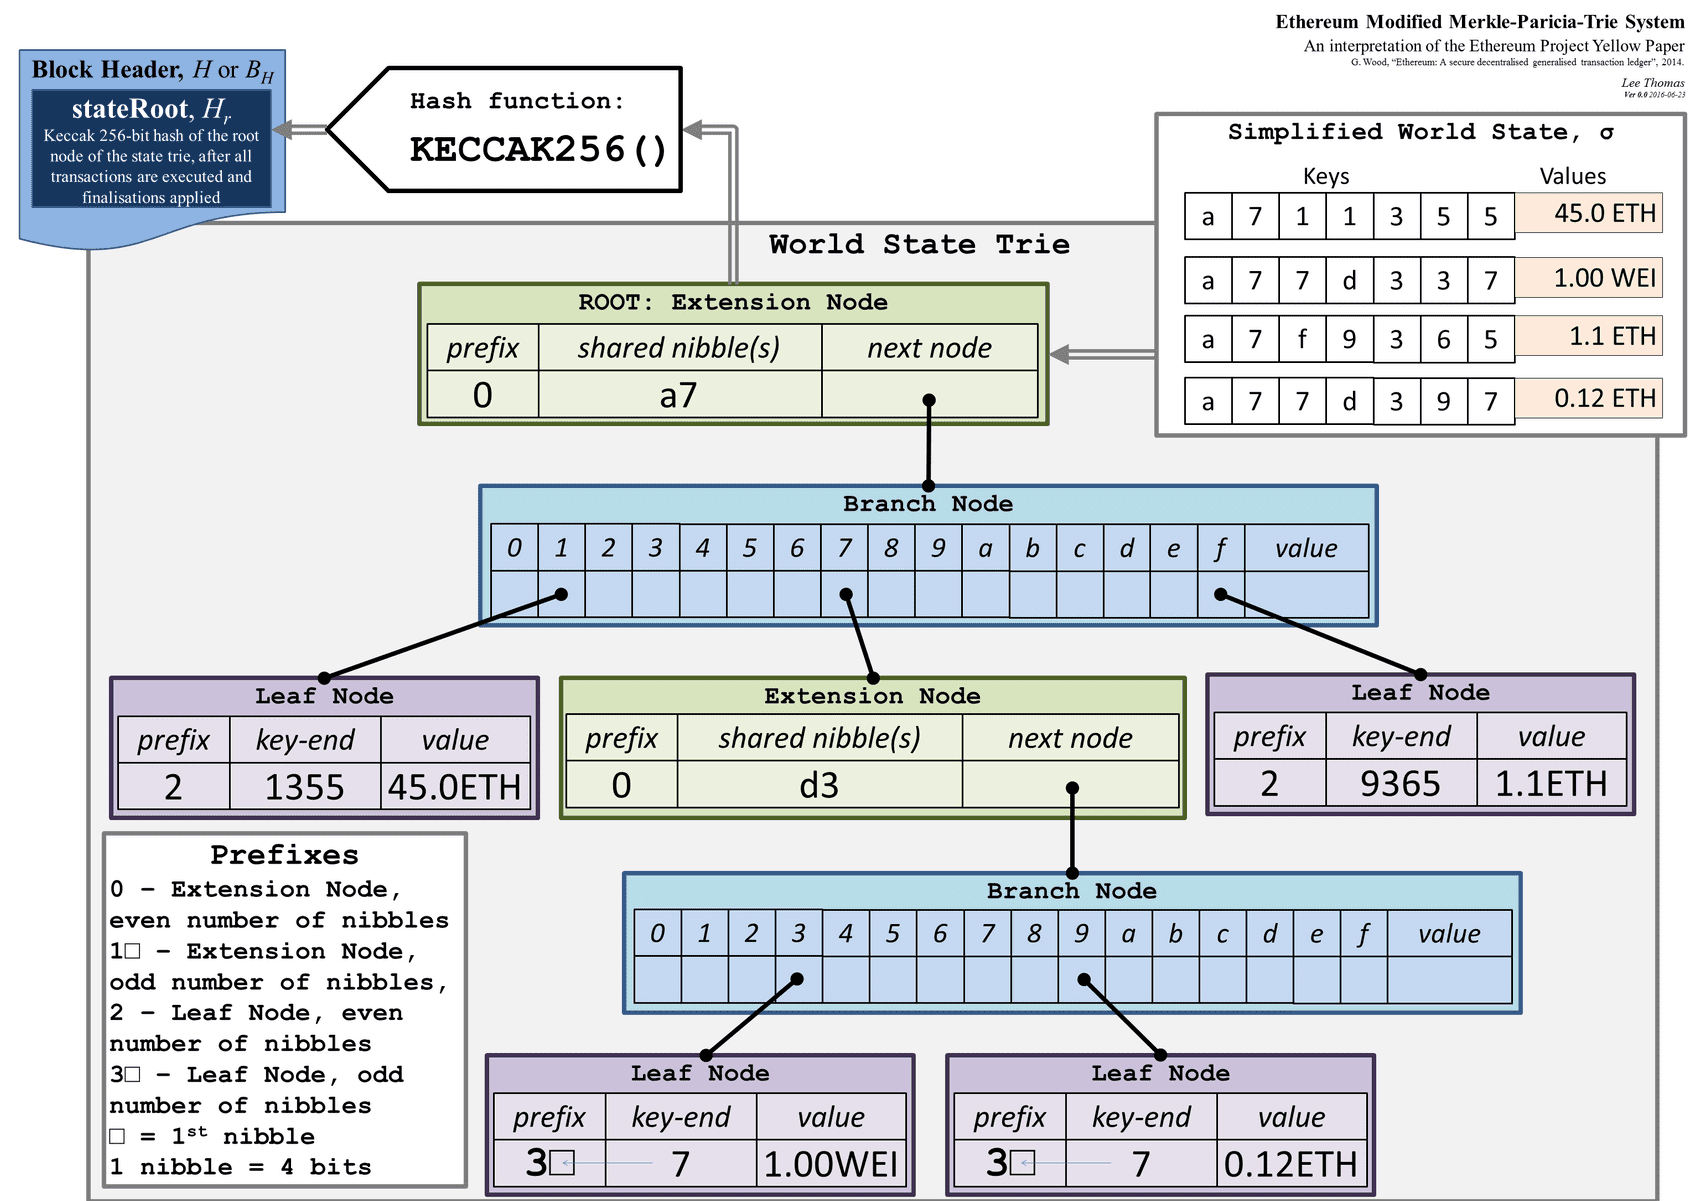 Ethereum Modified Merkle-Paricia-Trie System
An interpretation of the Ethereum Project Yellow Paper
G. Wood, “Ethereum: A secure decentralised generalised transaction ledger”, 2014.
Lee Thomas
Ver 0.0 2016-06-23
Block Header, H or B_H
stateRoot, H_r
Keccak 256-bit hash of the root
node of the state trie, after all
transactions are executed and
finalisations applied
Hash function:
KECCAK256()
Simplified World State, σ
Keys Values
a 7 1 1 3 5 5 45.0 ETH
a 7 7 d 3 3 7 1.00 WEI
a 7 f 9 3 6 5 1.1 ETH
a 7 7 d 3 9 7 0.12 ETH
World State Trie
ROOT: Extension Node
prefix shared nibble(s) next node
0 a7
Branch Node
0 1 2 3 4 5 6 7 8 9 a b c d e f value
Leaf Node
prefix key-end value
2 1355 45.0ETH
Extension Node
prefix shared nibble(s) next node
0 d3
Leaf Node
prefix key-end value
2 9365 1.1ETH
Branch Node
0 1 2 3 4 5 6 7 8 9 a b c d e f value
Leaf Node
prefix key-end value
3□ 7 1.00WEI
Leaf Node
prefix key-end value
3□ 7 0.12ETH
Prefixes
0 – Extension Node,
even number of nibbles
1□ – Extension Node,
odd number of nibbles,
2 – Leaf Node, even
number of nibbles
3□ – Leaf Node, odd
number of nibbles
□ = 1st nibble
1 nibble = 4 bits